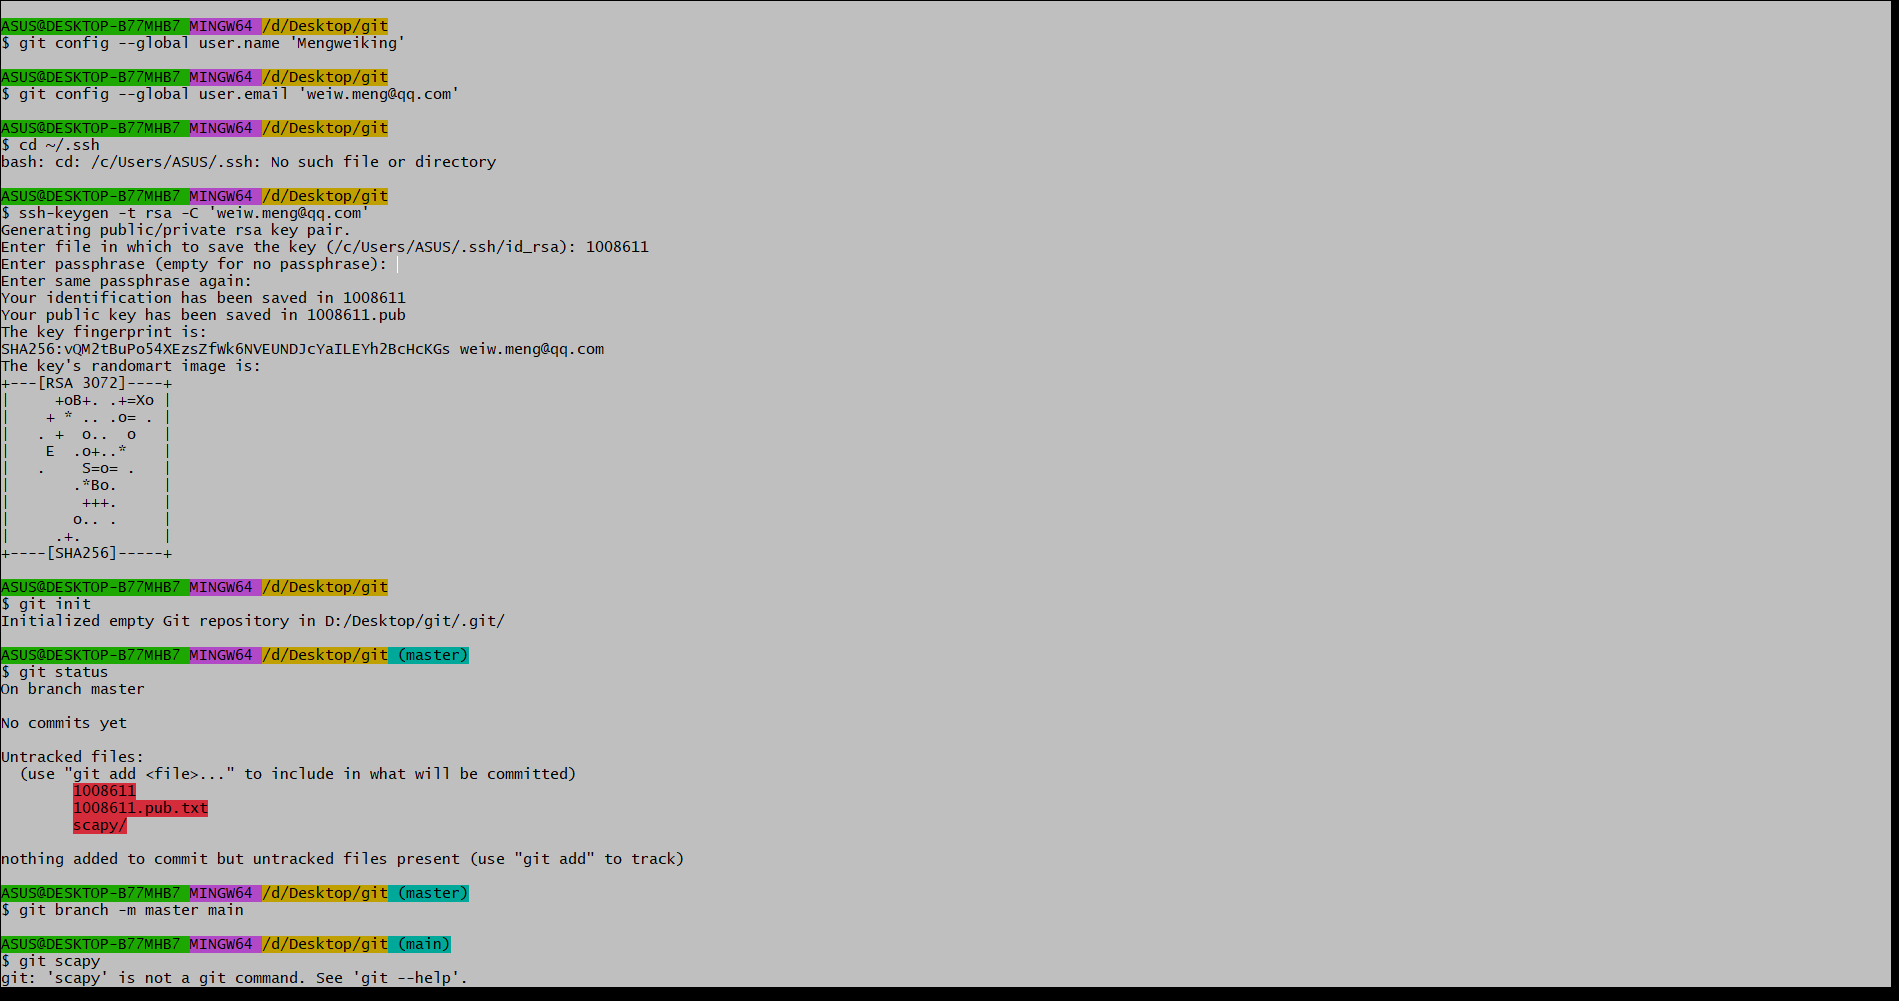 ASUS@DESKTOP-B77MHB7 MINGW64 /d/Desktop/git
$ git config --global user.name 'Mengweiking'
ASUS@DESKTOP-B77MHB7 MINGW64 /d/Desktop/git
$ git config --global user.email 'weiw.meng@qq.com'
ASUS@DESKTOP-B77MHB7 MINGW64 /d/Desktop/git
$ cd ~/.ssh
bash: cd: /c/Users/ASUS/.ssh: No such file or directory
ASUS@DESKTOP-B77MHB7 MINGW64 /d/Desktop/git
$ ssh-keygen -t rsa -C 'weiw.meng@qq.com'
Generating public/private rsa key pair.
Enter file in which to save the key (/c/Users/ASUS/.ssh/id_rsa): 1008611
Enter passphrase (empty for no passphrase):
Enter same passphrase again:
Your identification has been saved in 1008611
Your public key has been saved in 1008611.pub
The key fingerprint is:
SHA256:vQM2tBuPo54XEzsZfWk6NVEUNDJcYaILEYh2BcHcKGs weiw.meng@qq.com
The key's randomart image is:
+---[RSA 3072]----+
|     +oB+. .+=Xo |
|    + * .. .o= . |
|   . +  o..  o   |
|    E  .o+..*    |
|   .    S=o= .   |
|       .*Bo.     |
|        +++.     |
|       o.. .     |
|     .+.         |
+----[SHA256]-----+
ASUS@DESKTOP-B77MHB7 MINGW64 /d/Desktop/git
$ git init
Initialized empty Git repository in D:/Desktop/git/.git/
ASUS@DESKTOP-B77MHB7 MINGW64 /d/Desktop/git (master)
$ git status
On branch master
No commits yet
Untracked files:
  (use "git add <file>..." to include in what will be committed)
        1008611
        1008611.pub.txt
        scapy/
nothing added to commit but untracked files present (use "git add" to track)
ASUS@DESKTOP-B77MHB7 MINGW64 /d/Desktop/git (master)
$ git branch -m master main
ASUS@DESKTOP-B77MHB7 MINGW64 /d/Desktop/git (main)
$ git scapy
git: 'scapy' is not a git command. See 'git --help'.